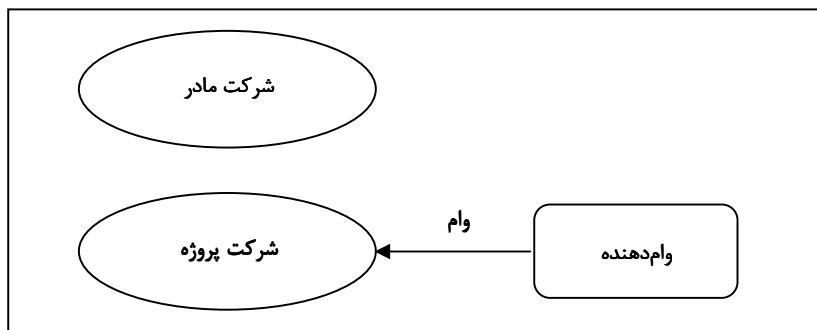 شرکت مادر
وام
شرکت پروژه
وام‌دهنده